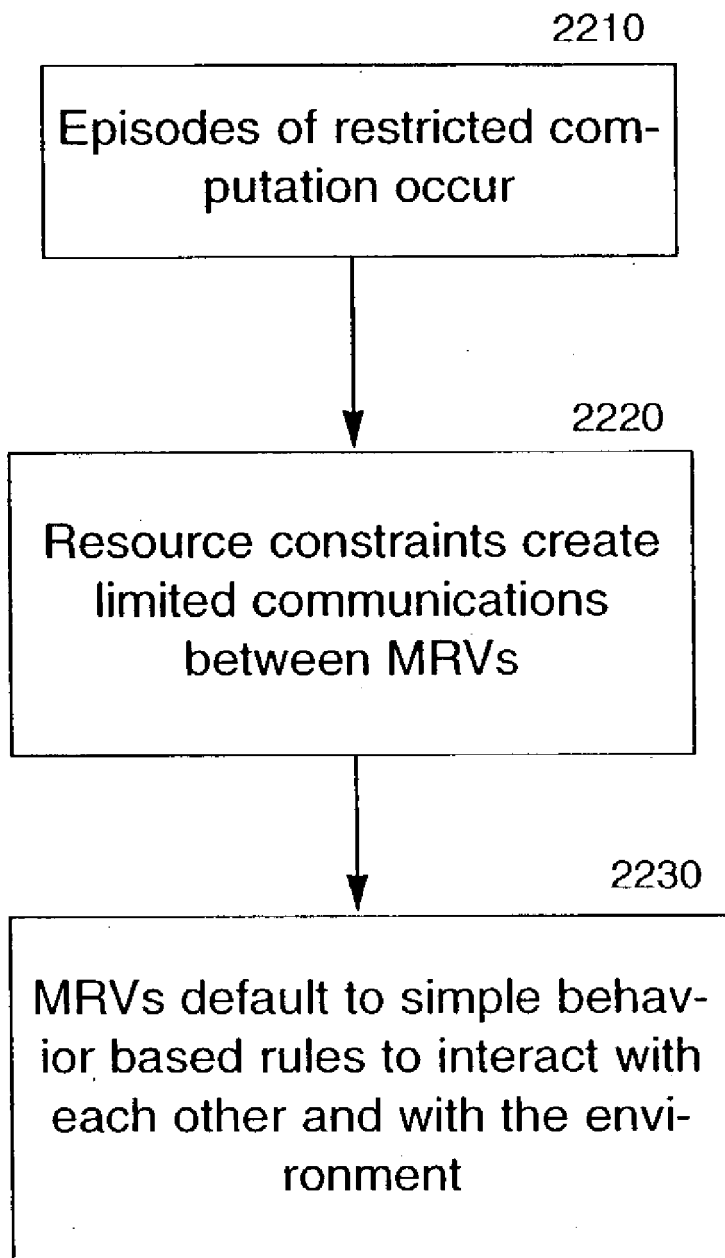 2210
Episodes of restricted com-
putation occur
2220
Resource constraints create
limited communications
between MRVs
2230
MRVs default to simple behav-
ior based rules to interact with
each other and with the envi-
ronment